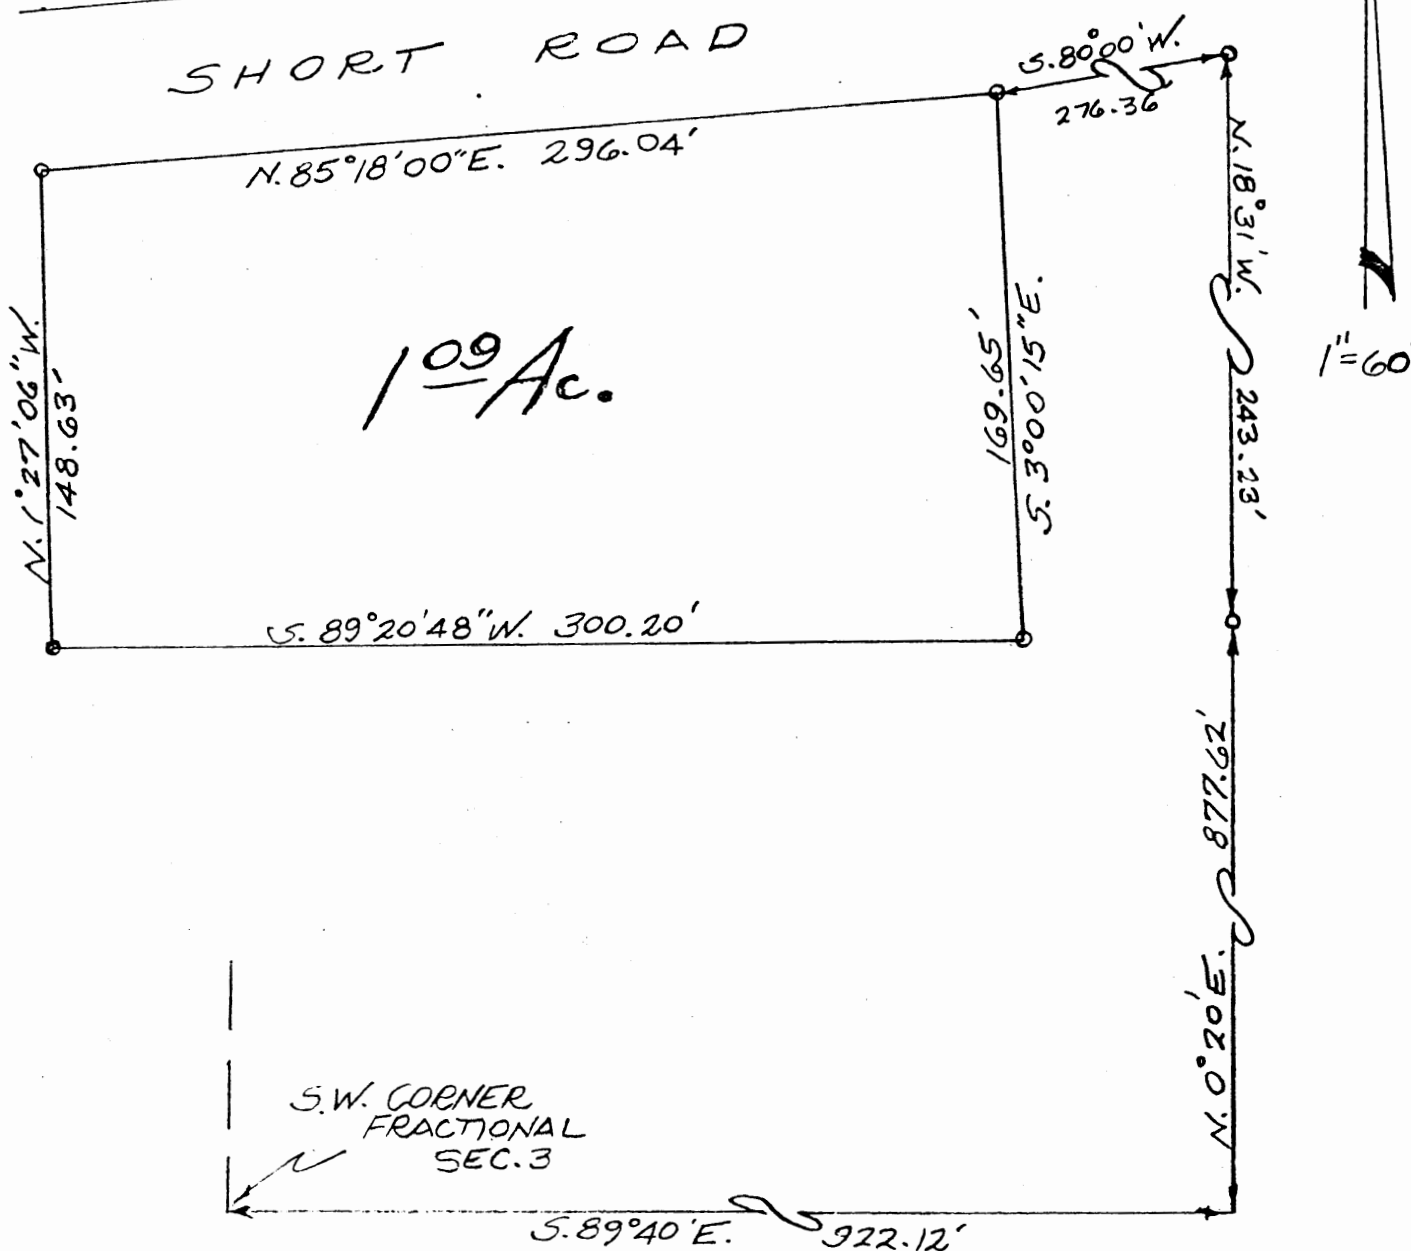 SHORT ROAD
S.80°00'W.
276.36
N.85°18'00"E. 296.04'
N.18°31'W.
243.23'
1"=60
N.1°27'06"W.
148.63'
1 09 Ac.
169.65'
S.3°00'15"E.
S.89°20'48"W. 300.20'
N.0°20'E. 877.62'
S.W. CORNER
FRACTIONAL
SEC.3
S.89°40'E. 922.12'